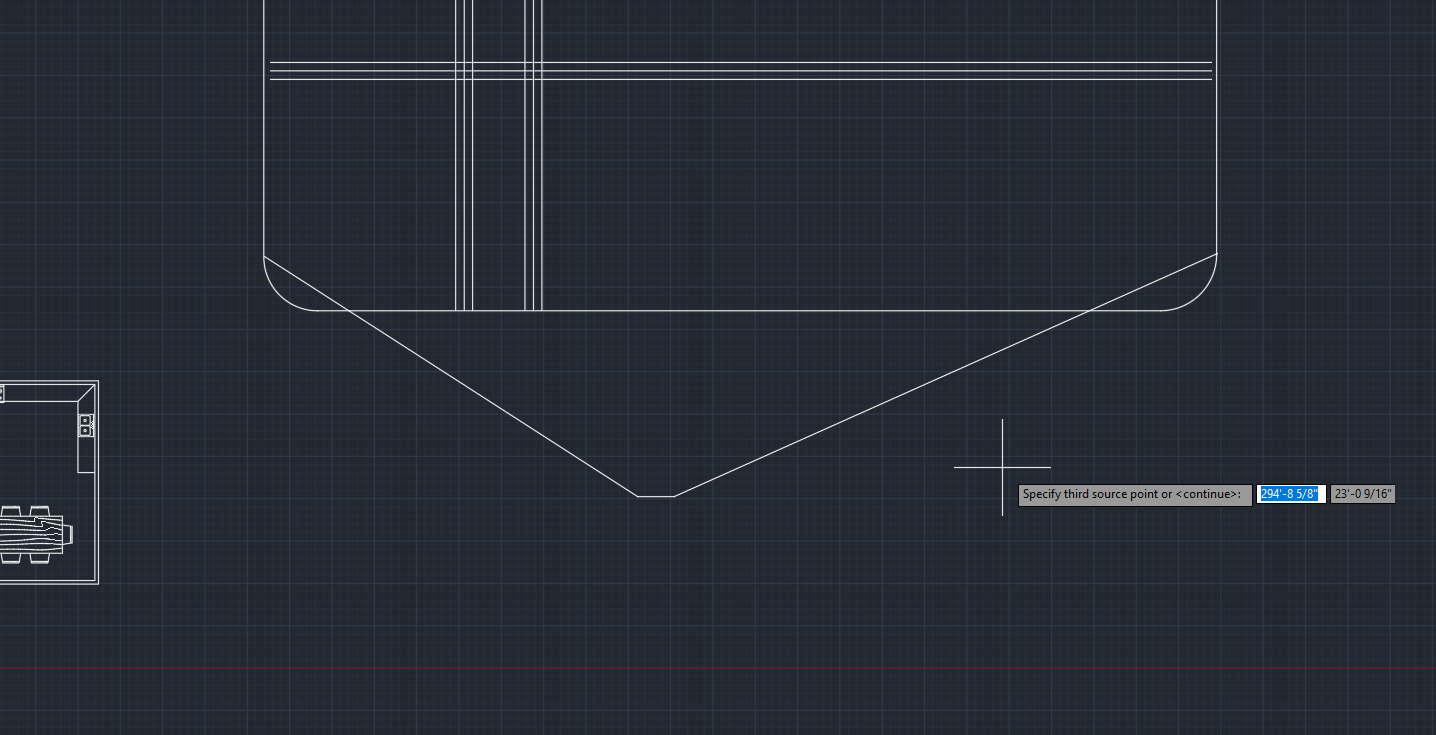 Specify third source point or <continue>: 294'-8 5/8" 23'-0 9/16"